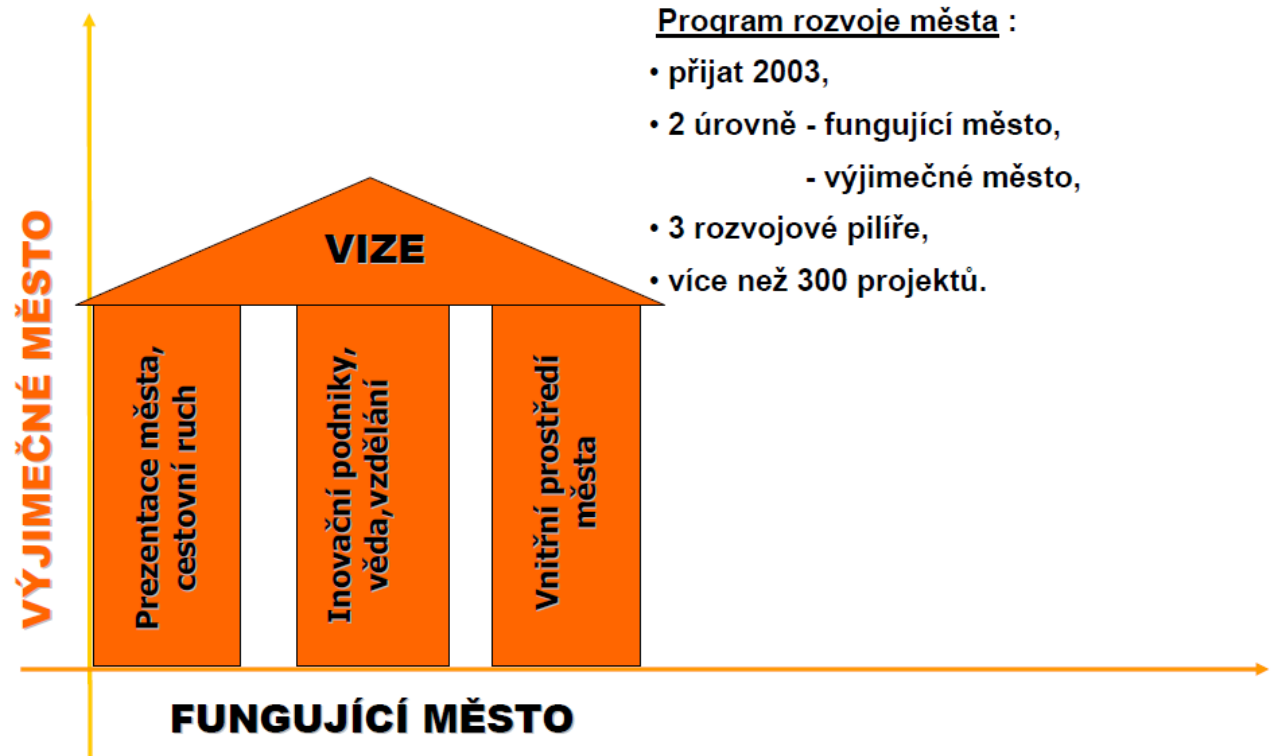 Program rozvoje města :
• přijat 2003,
• 2 úrovně - fungující město,
- výjimečné město,
• 3 rozvojové pilíře,
• více než 300 projektů.
VÝJIMEČNÉ MĚSTO
VIZE
Prezentace města,
cestovní ruch
Inovační podniky,
věda,vzdělání
Vnitřní prostředí
města
FUNGUJÍCÍ MĚSTO